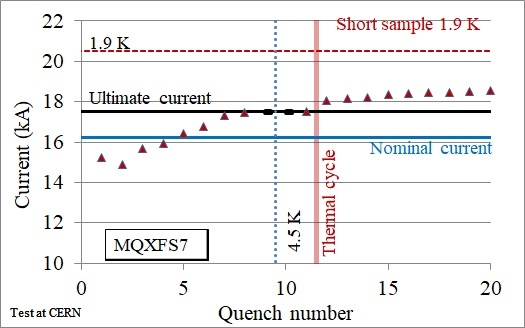 22
20
18
16
14
12
10
Current (kA)
Short sample 1.9 K
1.9 K
Ultimate current
Nominal current
4.5 K
Thermal cycle
MQXFS7
0
5
10
15
20
Test at CERN
Quench number